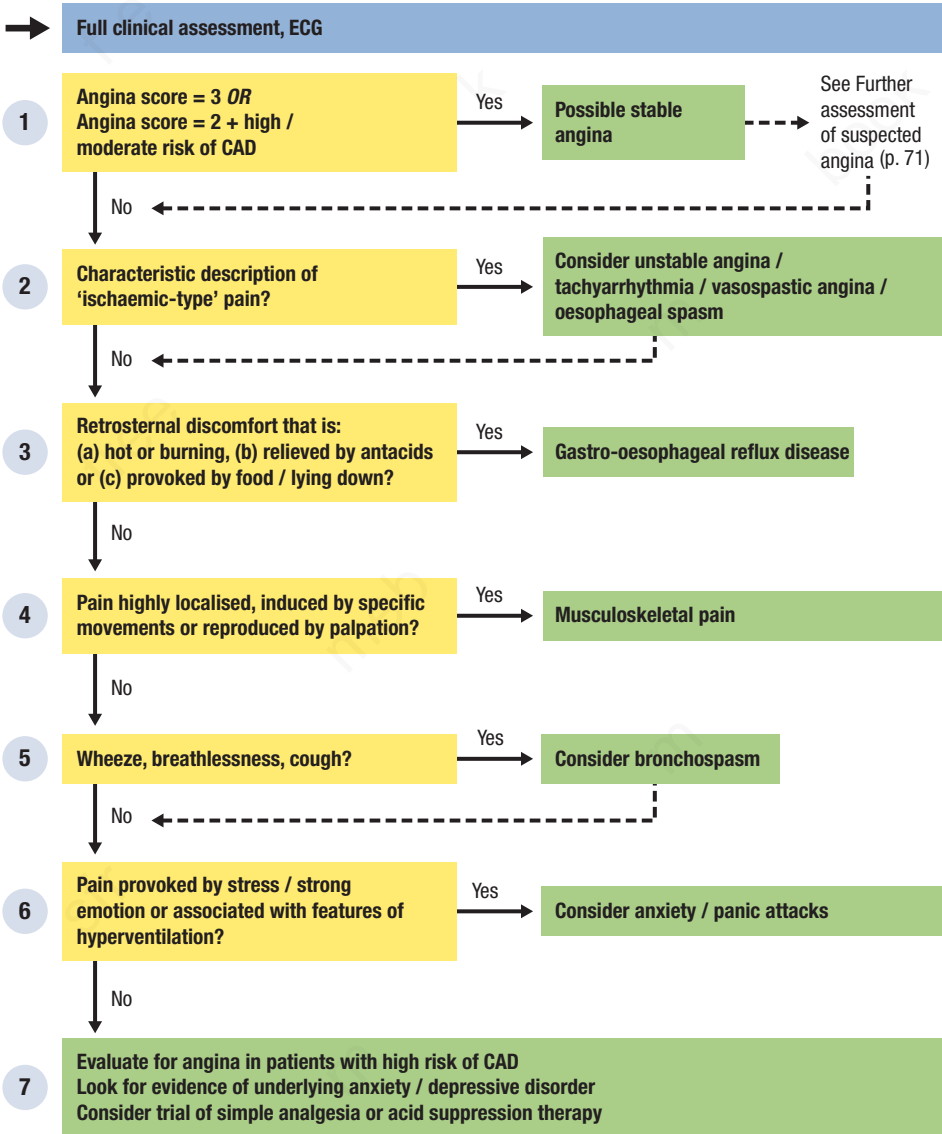 Full clinical assessment, ECG
1
Angina score = 3 OR
Angina score = 2 + high /
moderate risk of CAD
Yes
Possible stable
angina
See Further
assessment
of suspected
angina (p. 71)
No
2
Characteristic description of
‘ischaemic-type’ pain?
Yes
Consider unstable angina /
tachyarrhythmia / vasospastic angina /
oesophageal spasm
No
3
Retrosternal discomfort that is:
(a) hot or burning, (b) relieved by antacids
or (c) provoked by food / lying down?
Yes
Gastro-oesophageal reflux disease
No
4
Pain highly localised, induced by specific
movements or reproduced by palpation?
Yes
Musculoskeletal pain
No
5
Wheeze, breathlessness, cough?
Yes
Consider bronchospasm
No
6
Pain provoked by stress / strong
emotion or associated with features of
hyperventilation?
Yes
Consider anxiety / panic attacks
No
7
Evaluate for angina in patients with high risk of CAD
Look for evidence of underlying anxiety / depressive disorder
Consider trial of simple analgesia or acid suppression therapy